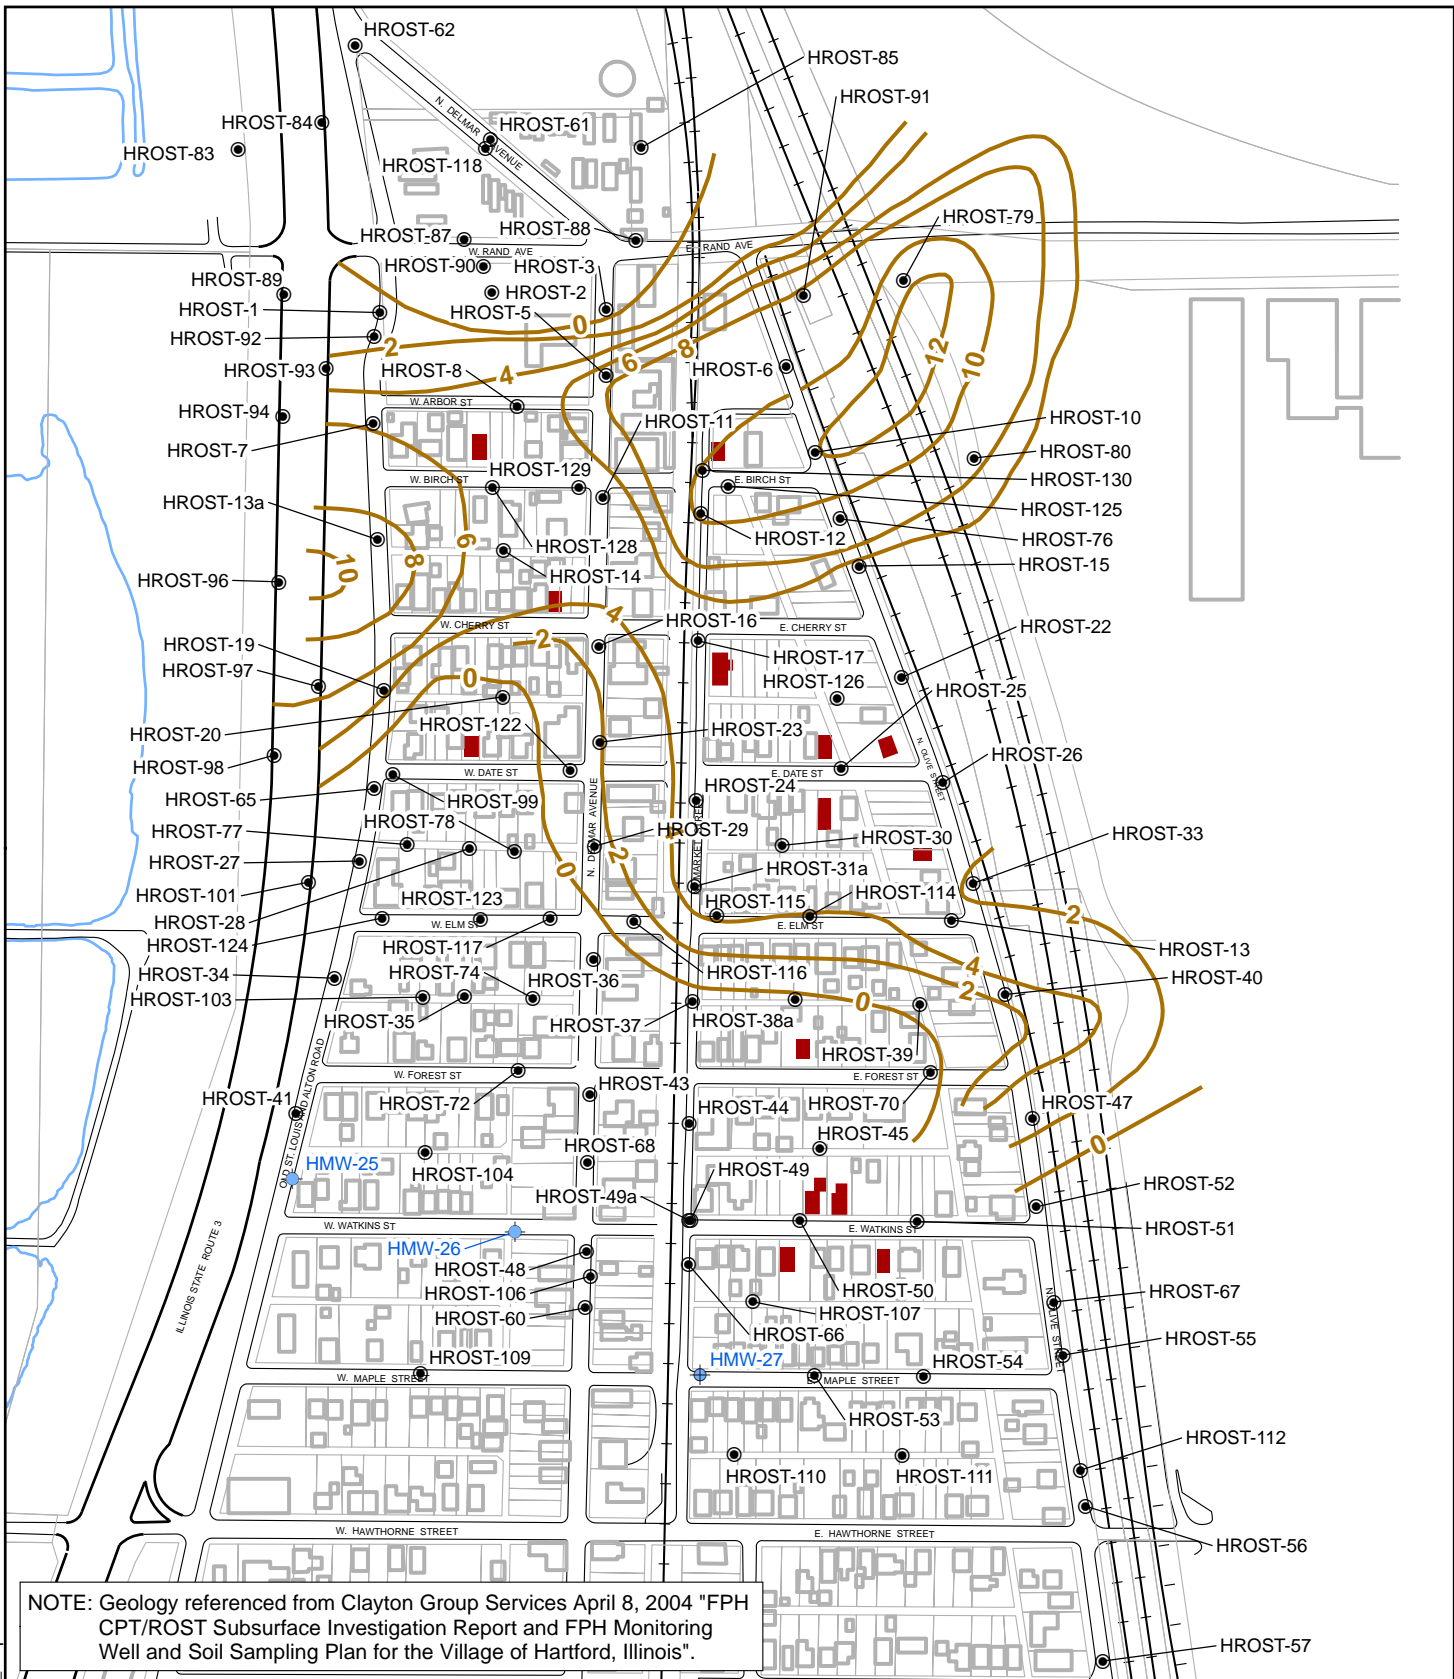 HROST-62
HROST-85
HROST-91
N. DELMAR AVENUE
HROST-84
HROST-61
HROST-83
HROST-118
HROST-79
HROST-87
HROST-88
E. RAND AVE
W. RAND AVE
HROST-90
HROST-3
HROST-89
HROST-2
HROST-1
HROST-5
0
HROST-92
2
8
12
6
10
HROST-93
HROST-8
4
HROST-6
W. ARBOR ST
HROST-94
HROST-11
HROST-10
HROST-7
HROST-80
HROST-129
W. BIRCH ST
E. BIRCH ST
HROST-130
HROST-13a
HROST-125
6
HROST-128
HROST-12
HROST-76
8
10
HROST-14
HROST-15
HROST-96
4
W. CHERRY ST
HROST-16
E. CHERRY ST
HROST-22
2
HROST-19
HROST-17
HROST-97
0
HROST-126
HROST-25
HROST-20
HROST-122
HROST-23
N. OLIVE STREET
HROST-98
W. DATE ST
E. DATE ST
HROST-26
HROST-65
HROST-99
N. DELMAR AVENUE
HROST-24
HROST-77
HROST-78
HROST-29
4
MARKET STREET
HROST-30
HROST-33
HROST-27
0
2
HROST-101
HROST-31a
HROST-114
HROST-28
HROST-123
HROST-115
2
W. ELM ST
E. ELM ST
HROST-124
HROST-117
HROST-13
HROST-34
HROST-74
HROST-36
HROST-116
4
HROST-40
HROST-103
2
0
HROST-35
HROST-37
HROST-38a
HROST-39
OLD ST. LOUIS AND ALTON ROAD
W. FOREST ST
E. FOREST ST
HROST-41
HROST-72
HROST-43
HROST-44
HROST-70
HROST-47
HROST-68
HROST-45
0
HMW-25
HROST-104
HROST-49
HROST-52
HROST-49a
ILLINOIS STATE ROUTE 3
W. WATKINS ST
E. WATKINS ST
HROST-51
HMW-26
HROST-48
HROST-106
HROST-50
HROST-67
HROST-60
HROST-107
N. OLIVE STREET
HROST-66
HROST-55
HROST-109
HMW-27
HROST-54
W. MAPLE STREET
E. MAPLE STREET
HROST-53
HROST-112
HROST-110
HROST-111
W. HAWTHORNE STREET
E. HAWTHORNE STREET
HROST-56
NOTE: Geology referenced from Clayton Group Services April 8, 2004 "FPH
CPT/ROST Subsurface Investigation Report and FPH Monitoring
Well and Soil Sampling Plan for the Village of Hartford, Illinois".
HROST-57